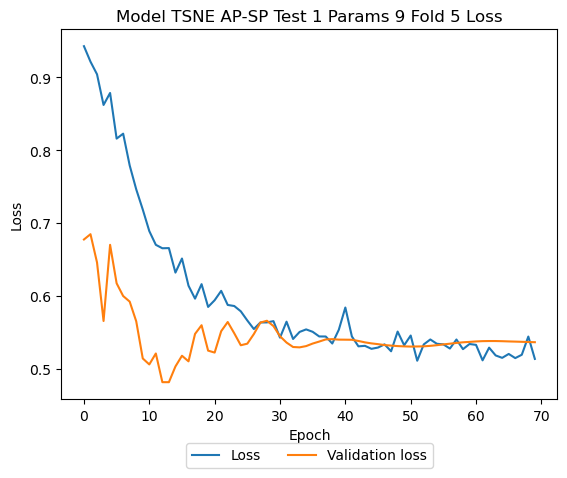 Model TSNE AP-SP Test 1 Params 9 Fold 5 Loss
0.9
0.8
0.7
0.6
0.5
Loss
0 10 20 30 40 50 60 70
Epoch
Loss Validation loss